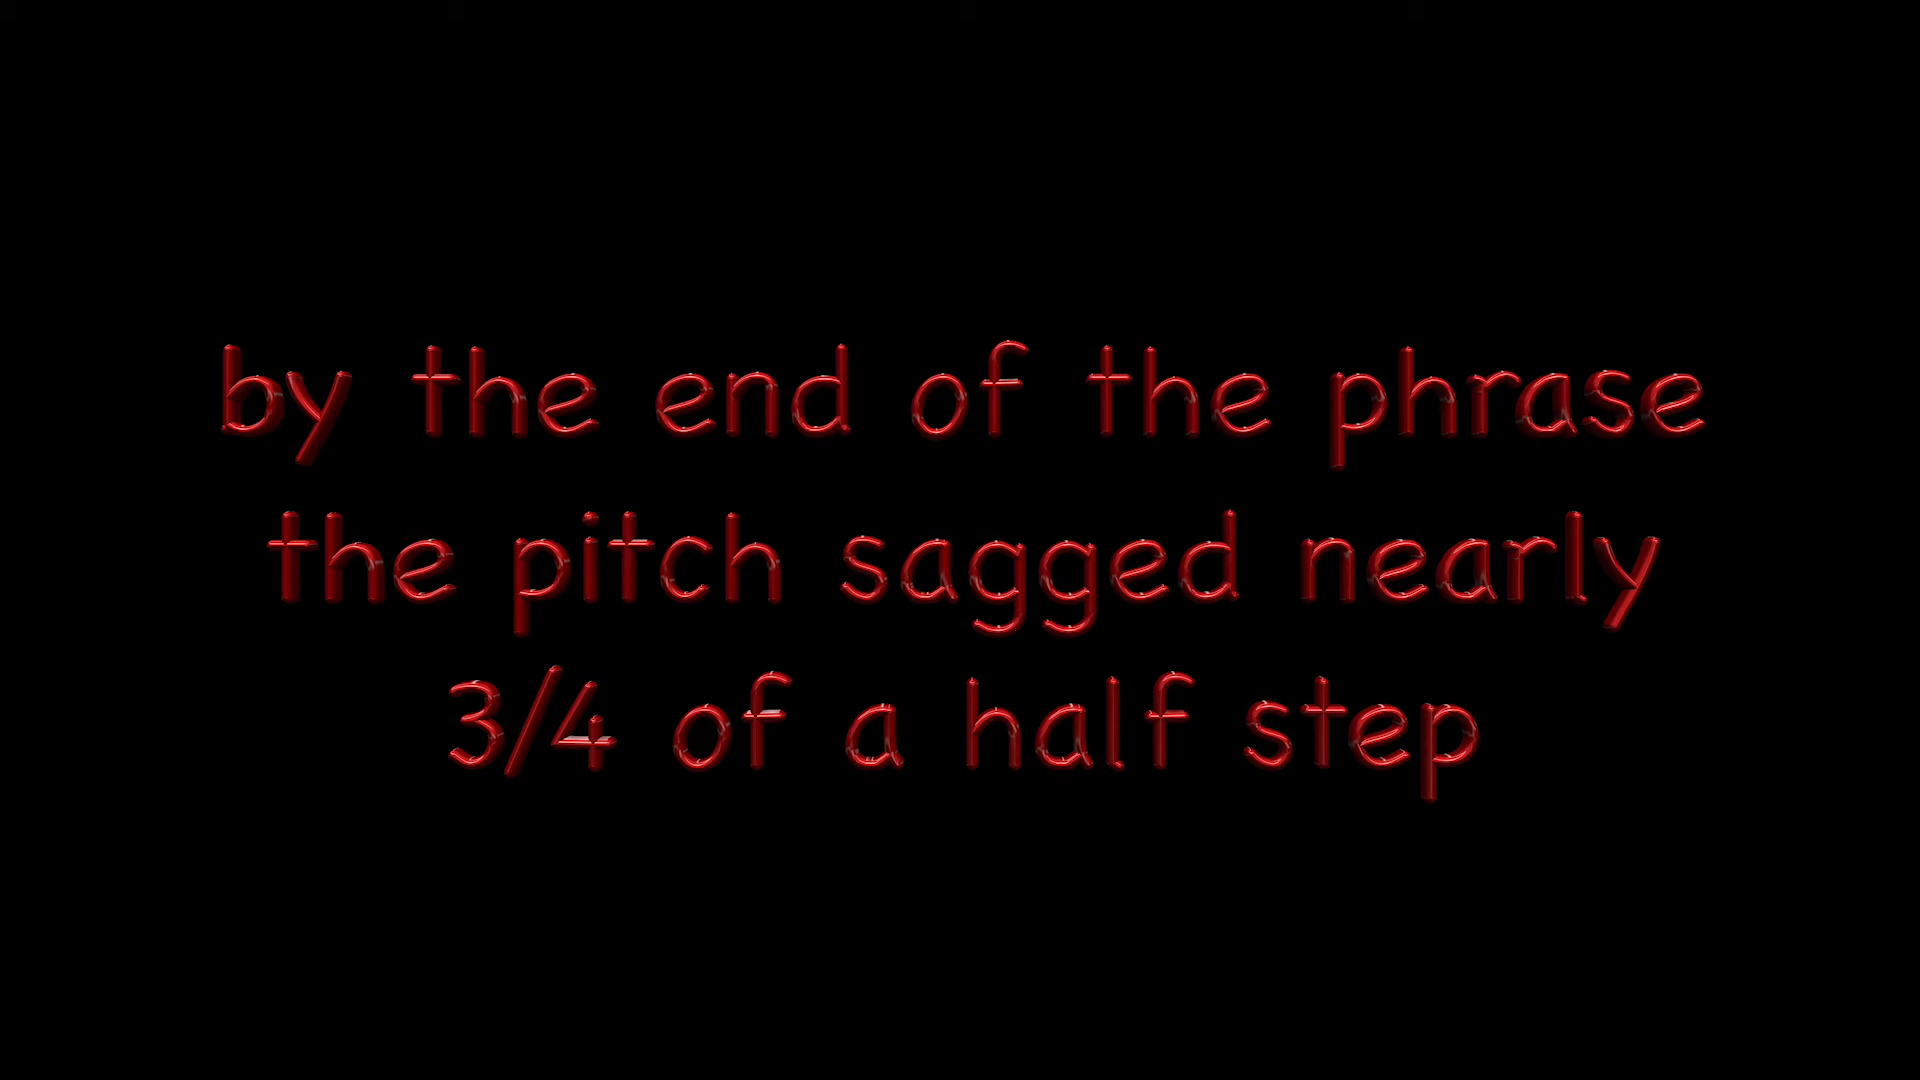 by the end of the phrase
the pitch sagged nearly
3/4 of a half step